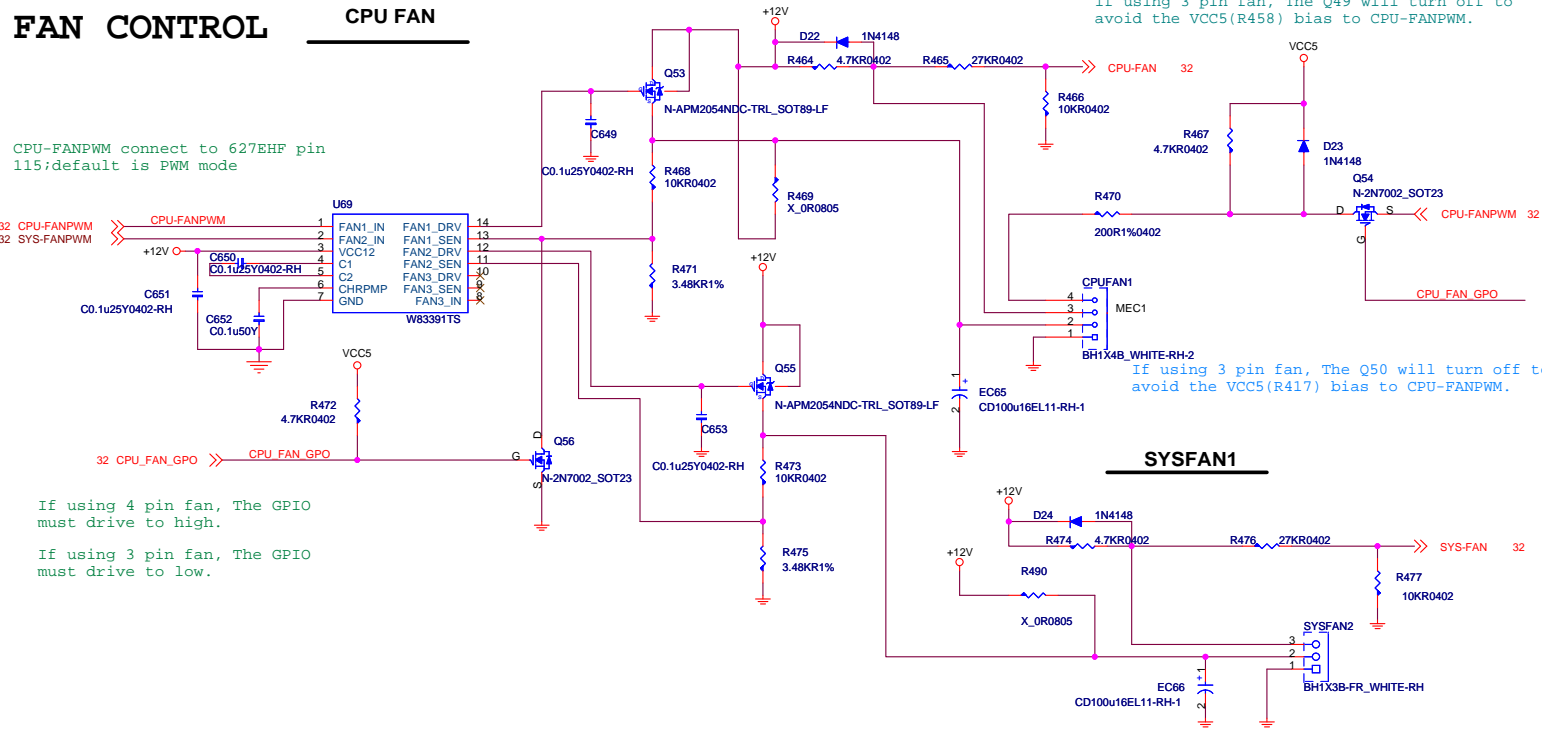 FAN CONTROL
CPU FAN
If using 3 pin fan, The Q49 will turn off to
avoid the VCC5(R458) bias to CPU-FANPWM.
+12V
D22
1N4148
R464
4.7KR0402
R465
27KR0402
CPU-FAN 32
R466
10KR0402
Q53
N-APM2054NDC-TRL_SOT89-LF
C649
C0.1u25Y0402-RH
VCC5
R467
4.7KR0402
D23
1N4148
Q54
N-2N7002_SOT23
D
S
G
CPU-FANPWM 32
R470
200R1%0402
CPU_FAN_GPO
CPU-FANPWM connect to 627EHF pin
115;default is PWM mode
R468
10KR0402
R469
X_0R0805
32 CPU-FANPWM
CPU-FANPWM
32 SYS-FANPWM
+12V
U69
1 FAN1_IN FAN1_DRV 14
2 FAN2_IN FAN1_SEN 13
3 VCC12 FAN2_DRV 12
4 C1 FAN2_SEN 11
5 C2 FAN3_DRV 10
6 CHRPMP FAN3_SEN 9
7 GND FAN3_IN 8
W83391TS
C650
C0.1u25Y0402-RH
C651
C0.1u25Y0402-RH
C652
C0.1u50Y
R471
3.48KR1%
+12V
CPUFAN1
4
3
2
1
MEC1
BH1X4B_WHITE-RH-2
If using 3 pin fan, The Q50 will turn off to
avoid the VCC5(R417) bias to CPU-FANPWM.
VCC5
R472
4.7KR0402
32 CPU_FAN_GPO
CPU_FAN_GPO
D
G
S
Q56
N-2N7002_SOT23
Q55
N-APM2054NDC-TRL_SOT89-LF
C653
C0.1u25Y0402-RH
R473
10KR0402
R475
3.48KR1%
1
+
2
EC65
CD100u16EL11-RH-1
If using 4 pin fan, The GPIO
must drive to high.
If using 3 pin fan, The GPIO
must drive to low.
SYSFAN1
+12V
D24
1N4148
R474
4.7KR0402
R476
27KR0402
SYS-FAN 32
R477
10KR0402
+12V
R490
X_0R0805
SYSFAN2
3
2
1
BH1X3B-FR_WHITE-RH
1
+
2
EC66
CD100u16EL11-RH-1